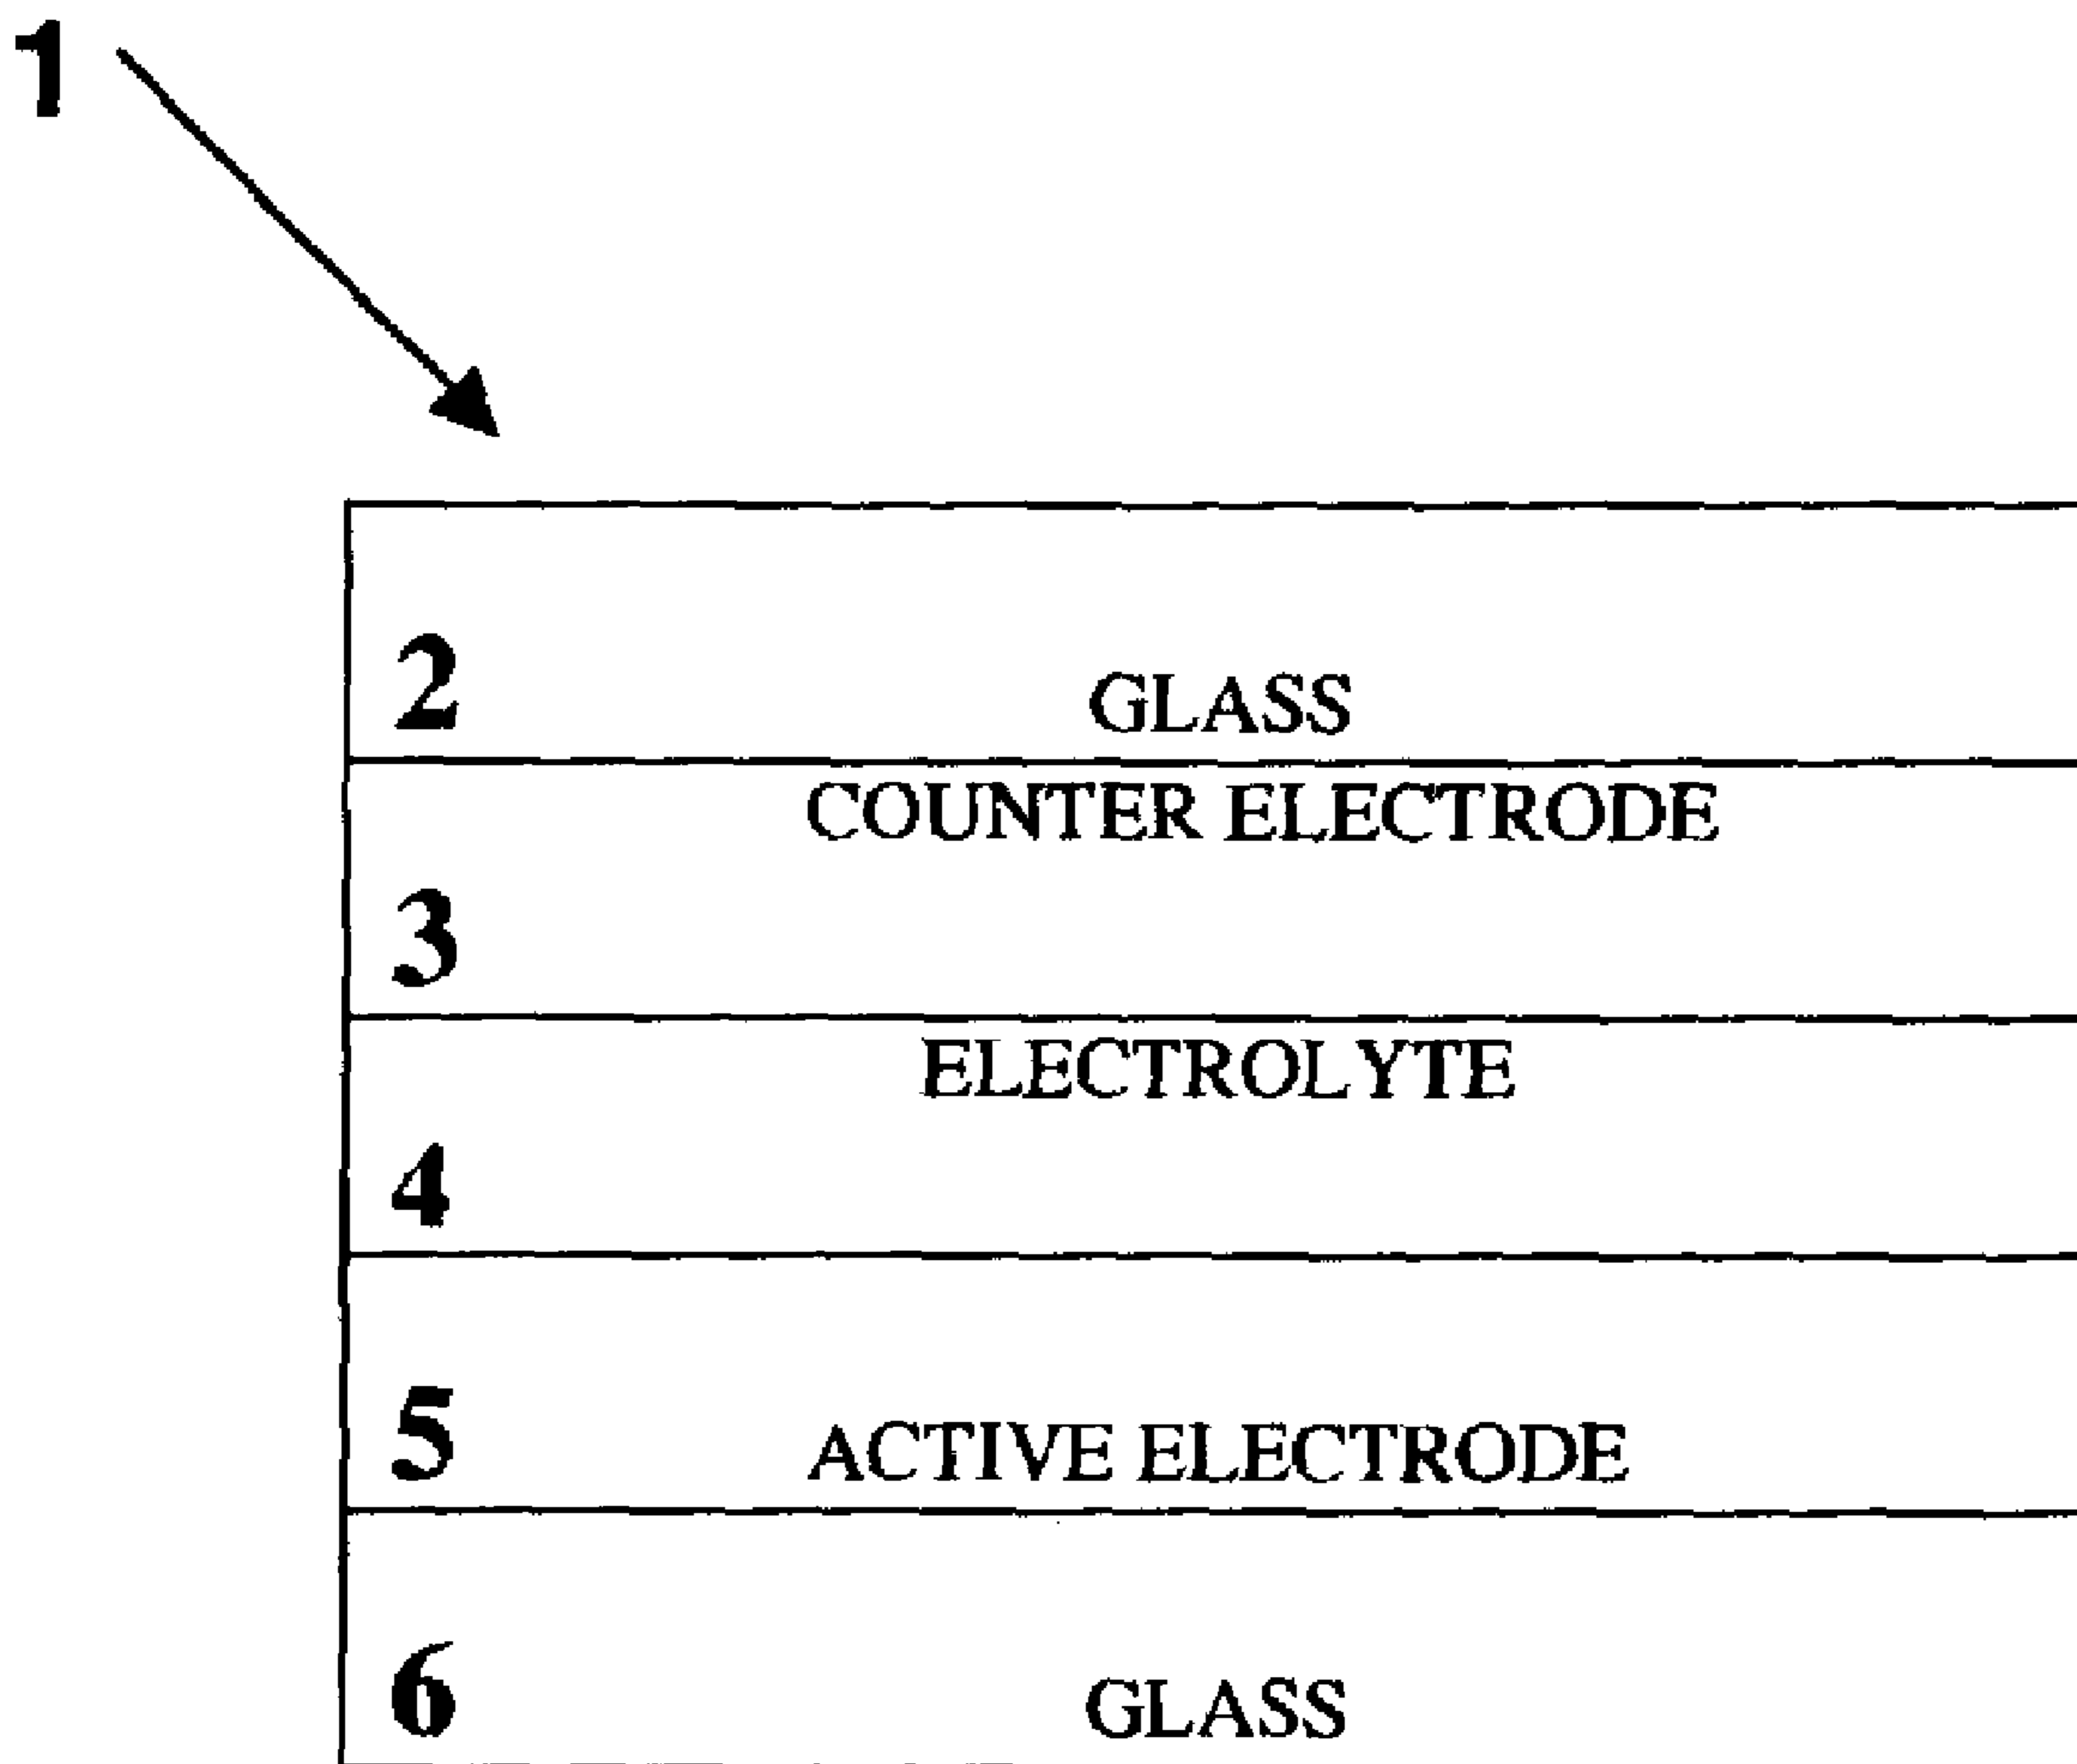 1
2 GLASS
COUNTER ELECTRODE
3
ELECTROLYTE
4
5 ACTIVE ELECTRODE
6 GLASS